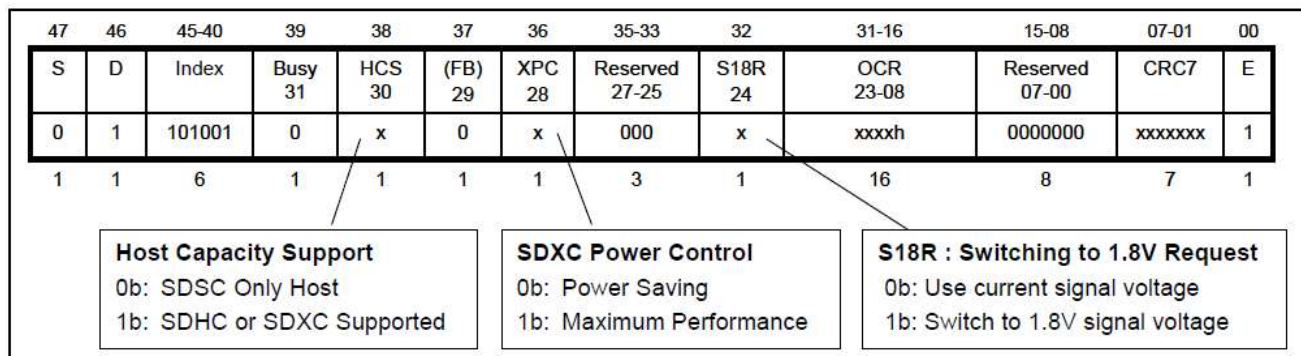 47 46 45-40 39 38 37 36 35-33 32 31-16 15-08 07-01 00
S D Index Busy HCS (FB) XPC Reserved S18R OCR Reserved CRC7 E
31 30 29 28 27-25 24 23-08 07-00
0 1 101001 0 x 0 x 000 x xxxxh 0000000 xxxxxxx 1
1 1 6 1 1 1 1 3 1 16 8 7 1
Host Capacity Support
0b: SDSC Only Host
1b: SDHC or SDXC Supported
SDXC Power Control
0b: Power Saving
1b: Maximum Performance
S18R : Switching to 1.8V Request
0b: Use current signal voltage
1b: Switch to 1.8V signal voltage